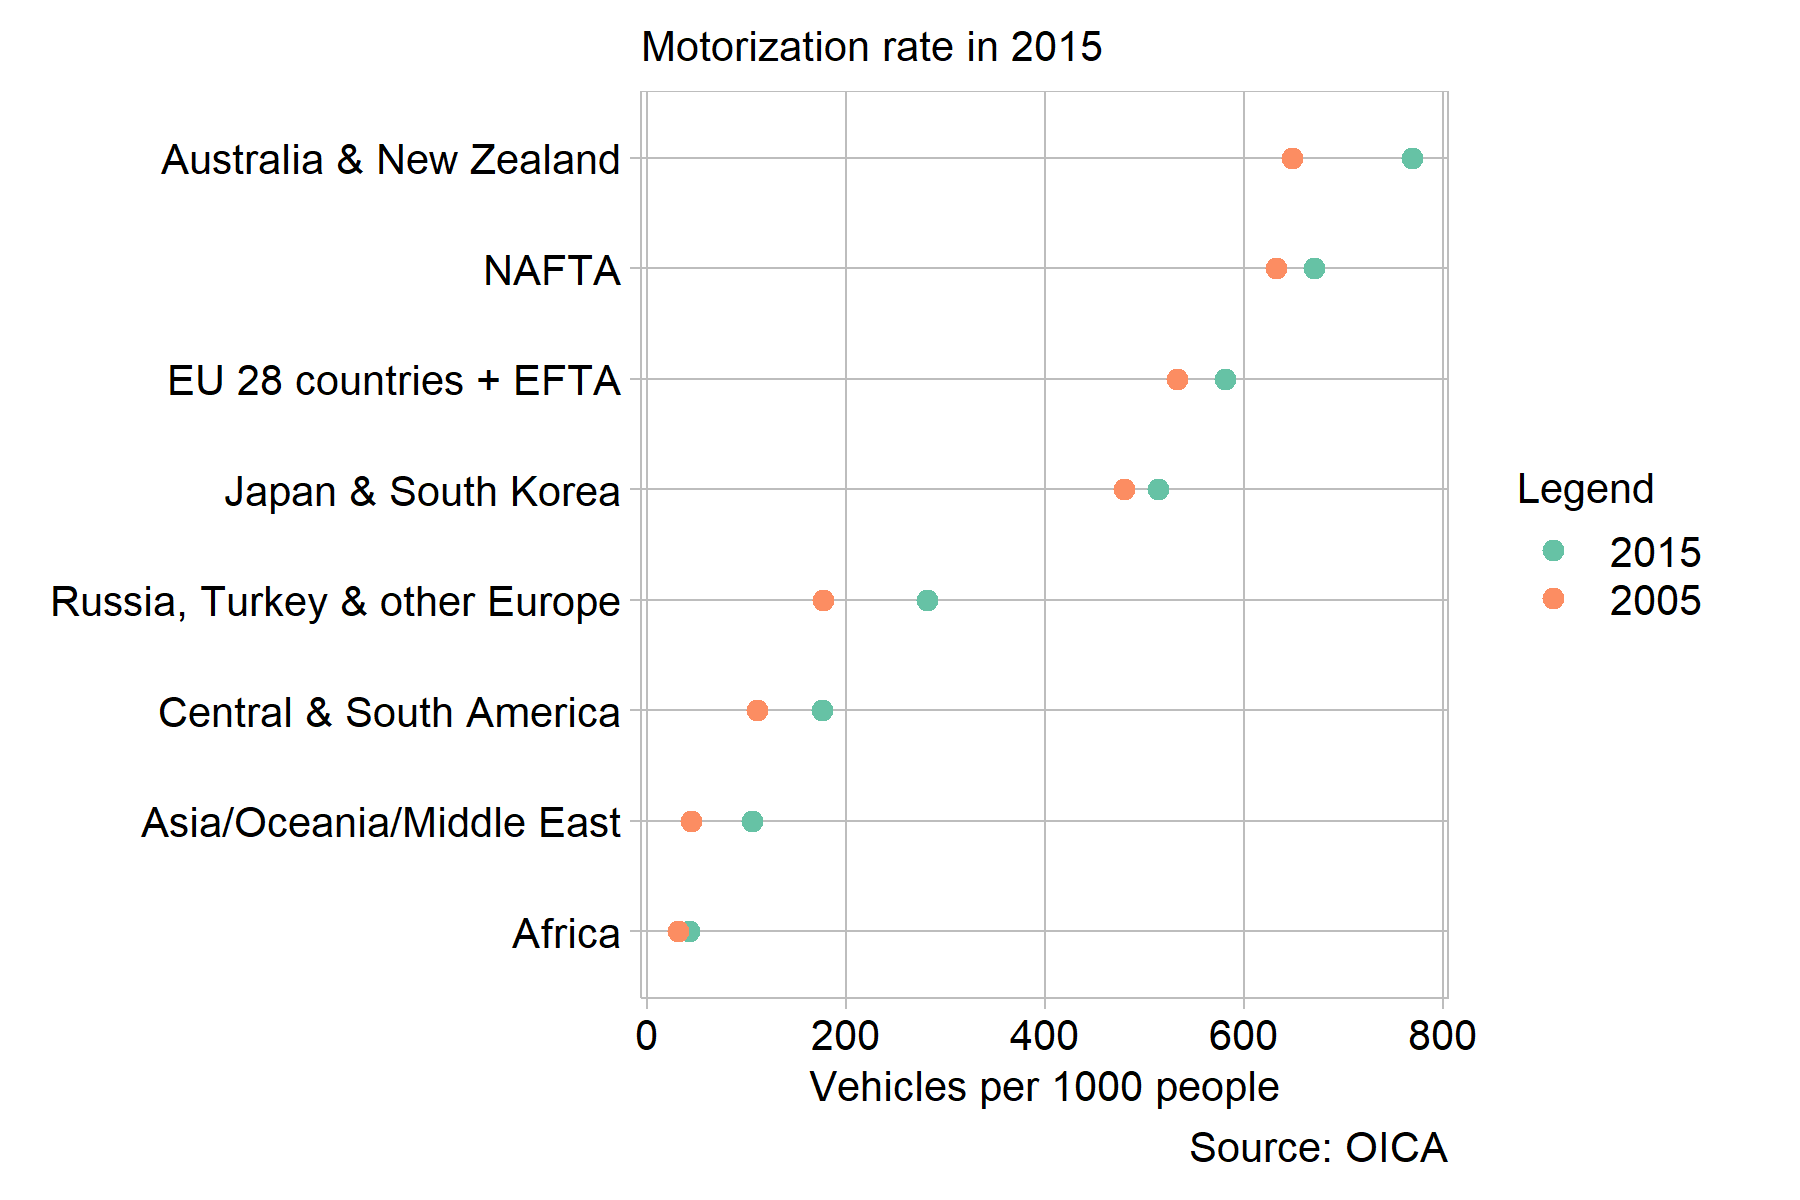 Motorization rate in 2015
Australia & New Zealand
NAFTA
EU 28 countries + EFTA
Japan & South Korea
Russia, Turkey & other Europe
Central & South America
Asia/Oceania/Middle East
Africa
0 200 400 600 800
Vehicles per 1000 people
Source: OICA
Legend
2015
2005